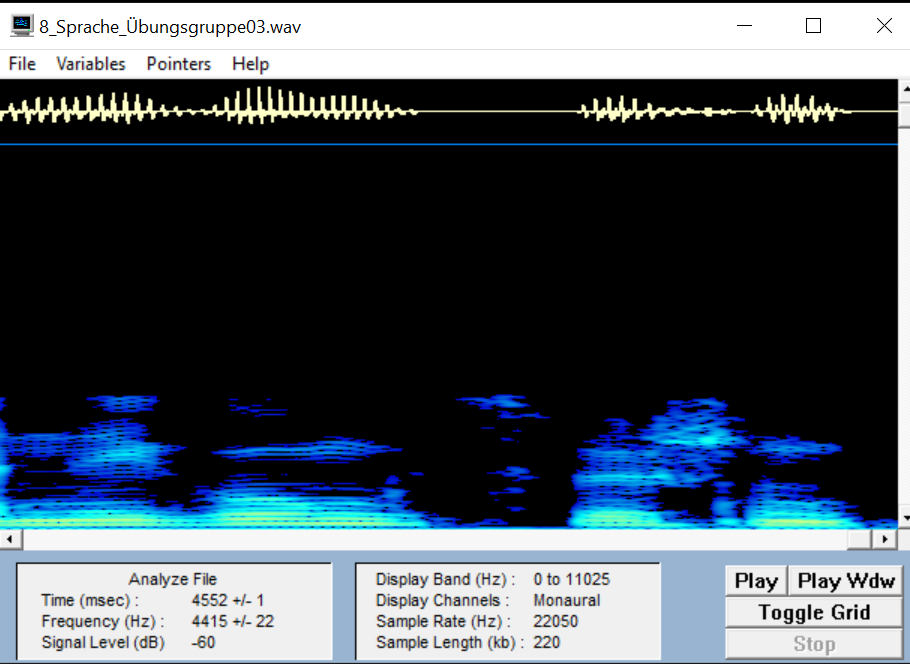 8_Sprache_Übungsgruppe03.wav
File Variables Pointers Help
Analyze File
Time (msec) : 4552 +/- 1
Frequency (Hz) : 4415 +/- 22
Signal Level (dB) -60
Display Band (Hz) : 0 to 11025
Display Channels : Monaural
Sample Rate (Hz) : 22050
Sample Length (kb) : 220
Play Play Wdw
Toggle Grid
Stop